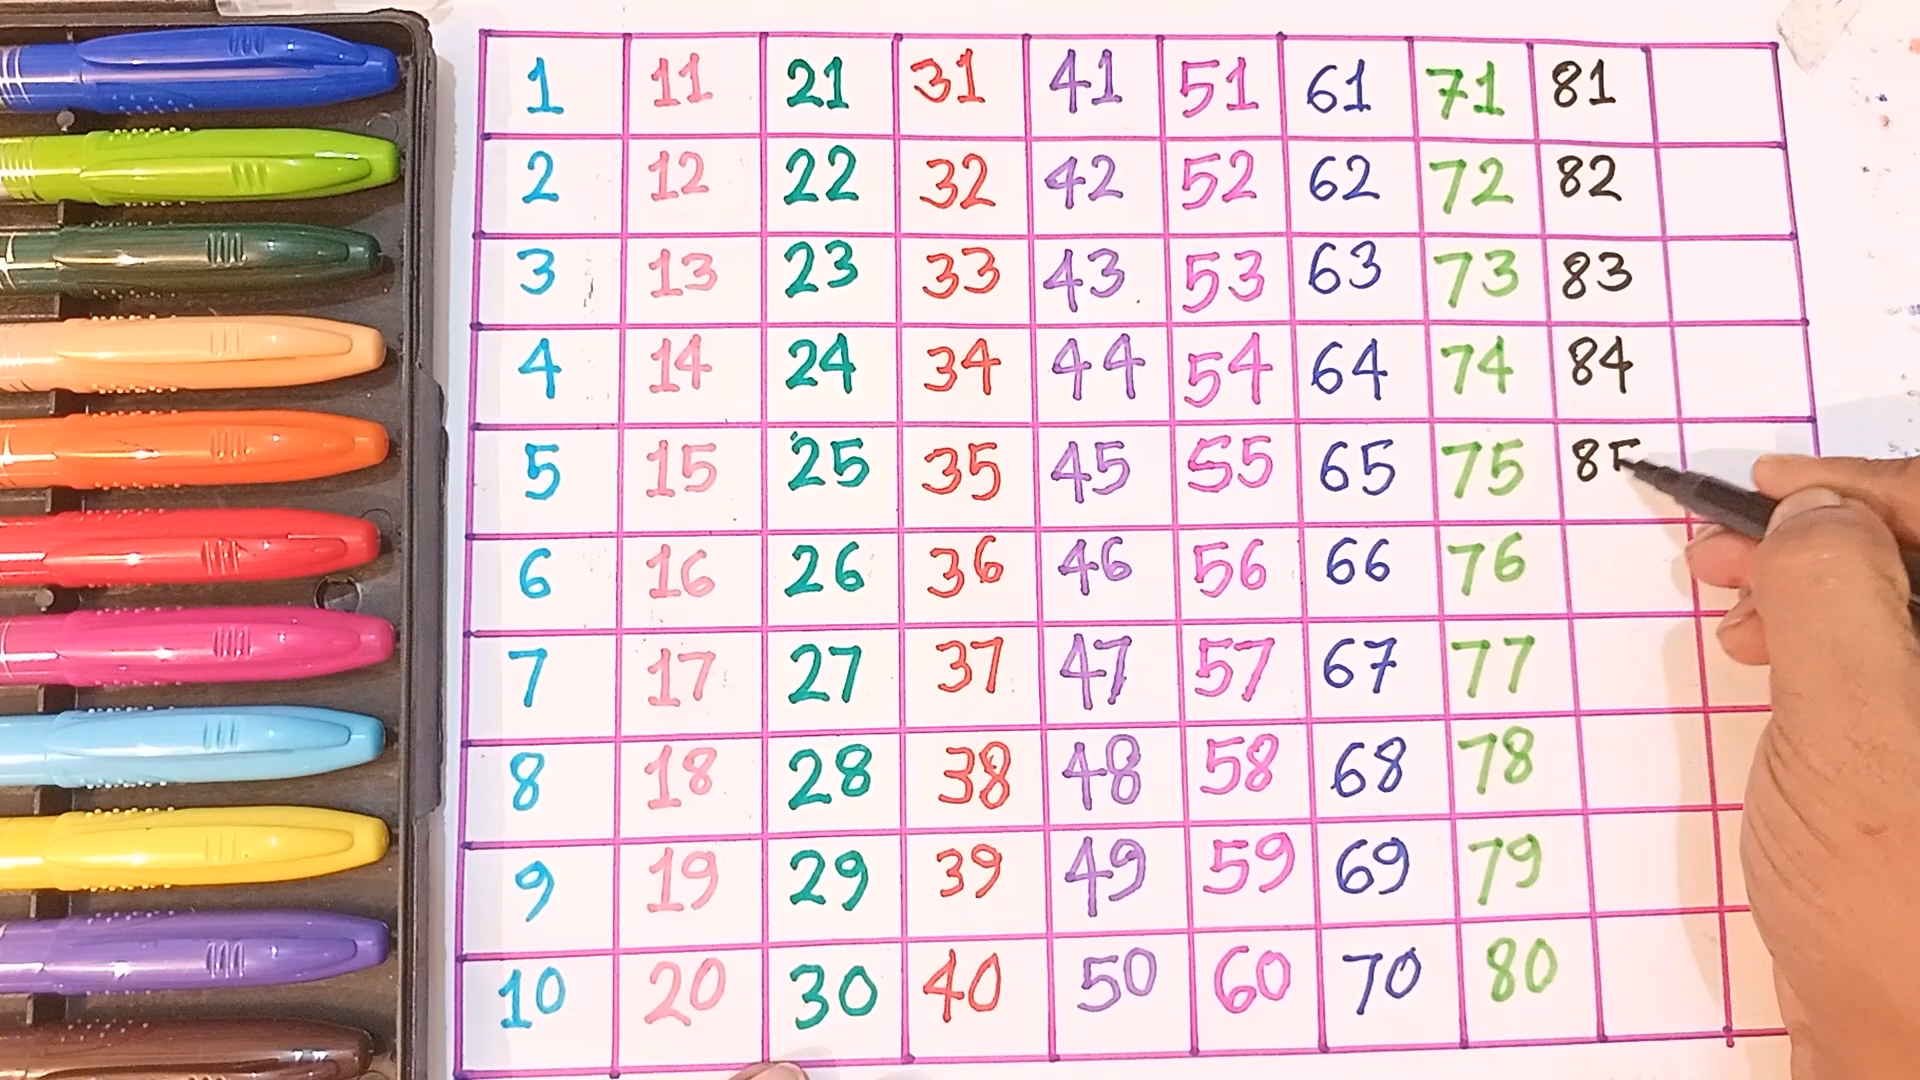 1 11 21 31 41 51 61 71 81
2 12 22 32 42 52 62 72 82
3 13 23 33 43 53 63 73 83
4 14 24 34 44 54 64 74 84
5 15 25 35 45 55 65 75 85
6 16 26 36 46 56 66 76
7 17 27 37 47 57 67 77
8 18 28 38 48 58 68 78
9 19 29 39 49 59 69 79
10 20 30 40 50 60 70 80